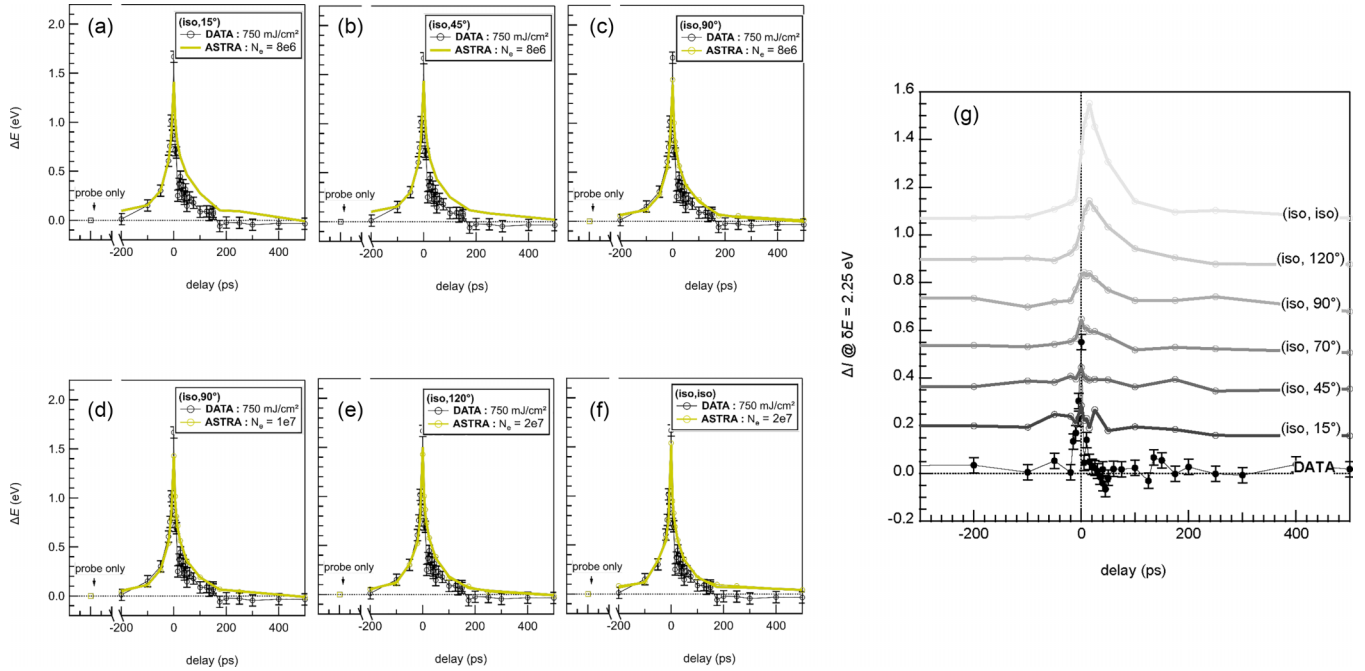 (a)
(iso,15°)
DATA : 750 mJ/cm²
ASTRA : Nₑ = 8e6
2.0
1.5
1.0
0.5
0.0
ΔE (eV)
probe only
-200
0
200
400
delay (ps)
(b)
(iso,45°)
DATA : 750 mJ/cm²
ASTRA : Nₑ = 8e6
probe only
-200
0
200
400
delay (ps)
(c)
(iso,90°)
DATA : 750 mJ/cm²
ASTRA : Nₑ = 8e6
probe only
-200
0
200
400
delay (ps)
(d)
(iso,90°)
DATA : 750 mJ/cm²
ASTRA : Nₑ = 1e7
2.0
1.5
1.0
0.5
0.0
ΔE (eV)
probe only
-200
0
200
400
delay (ps)
(e)
(iso,120°)
DATA : 750 mJ/cm²
ASTRA : Nₑ = 2e7
probe only
-200
0
200
400
delay (ps)
(f)
(iso,iso)
DATA : 750 mJ/cm²
ASTRA : Nₑ = 2e7
probe only
-200
0
200
400
delay (ps)
(g)
1.6
1.4
1.2
1.0
0.8
0.6
0.4
0.2
0.0
-0.2
ΔI @ δE = 2.25 eV
(iso, iso)
(iso, 120°)
(iso, 90°)
(iso, 70°)
(iso, 45°)
(iso, 15°)
DATA
-200
0
200
400
delay (ps)